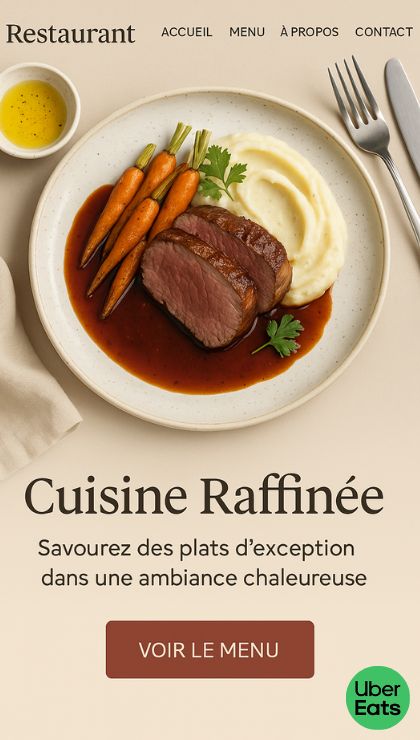 Restaurant
ACCUEIL MENU À PROPOS CONTACT
Cuisine Raffinée
Savourez des plats d'exception
dans une ambiance chaleureuse
VOIR LE MENU
Uber
Eats